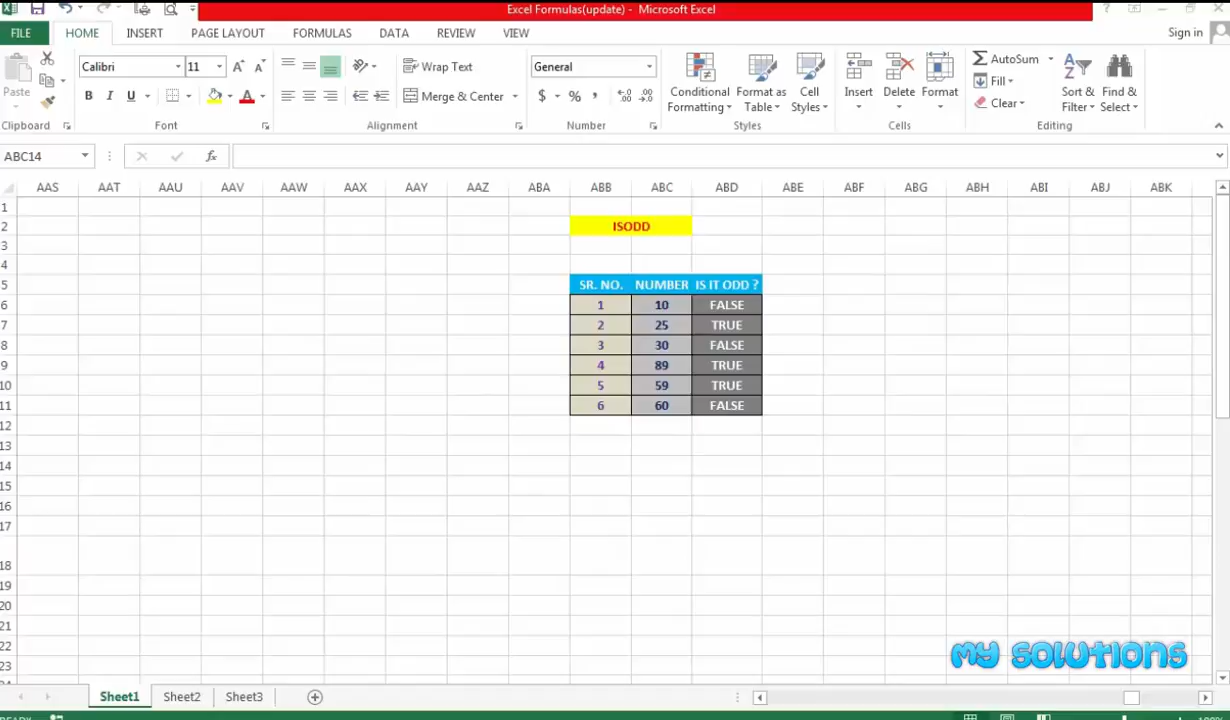 Excel Formulas(update) - Microsoft Excel
Sign in
FILE HOME INSERT PAGE LAYOUT FORMULAS DATA REVIEW VIEW
Paste
Calibri 11
B I U
Wrap Text
Merge & Center
General
$ % ,
Conditional Formatting
Format as Table
Cell Styles
Insert Delete Format
AutoSum
Fill
Clear
Sort & Filter
Find & Select
Clipboard Font Alignment Number Styles Cells Editing
ABC14
fx
AAS AAT AAU AAV AAW AAX AAY AAZ ABA ABB ABC ABD ABE ABF ABG ABH ABI ABJ ABK
1
2 ISODD
3
4
5 SR. NO. NUMBER IS IT ODD ?
6 1 10 FALSE
7 2 25 TRUE
8 3 30 FALSE
9 4 89 TRUE
10 5 59 TRUE
11 6 60 FALSE
12
13
14
15
16
17
18
19
20
21
22
23
my solutions
Sheet1 Sheet2 Sheet3